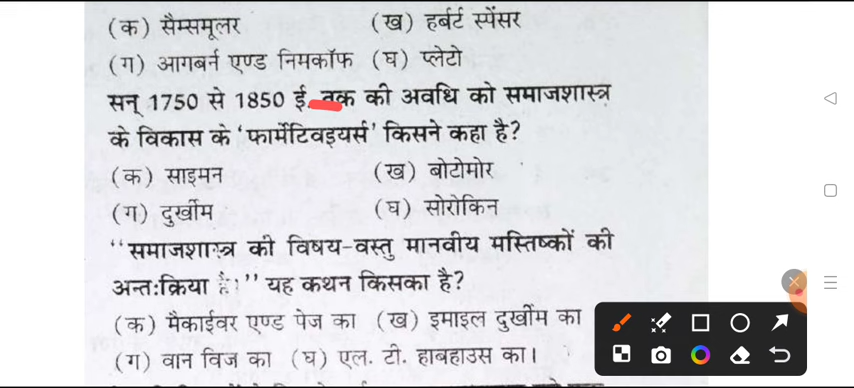 (क) सैम्समूलर (ख) हर्बर्ट स्पेंसर
(ग) आगबर्न एण्ड निमकॉफ (घ) प्लेटो
सन् 1750 से 1850 ई. तक की अवधि को समाजशास्त्र
के विकास के 'फार्मेटिवइयर्स' किसने कहा है?
(क) साइमन (ख) बोटोमोर
(ग) दुर्खीम (घ) सोरोकिन
"समाजशास्त्र की विषय-वस्तु मानवीय मस्तिष्कों की
अन्तःक्रिया है।" यह कथन किसका है?
(क) मैकाईवर एण्ड पेज का (ख) इमाइल दुर्खीम का
(ग) वान विज का (घ) एल. टी. हाबहाउस का।